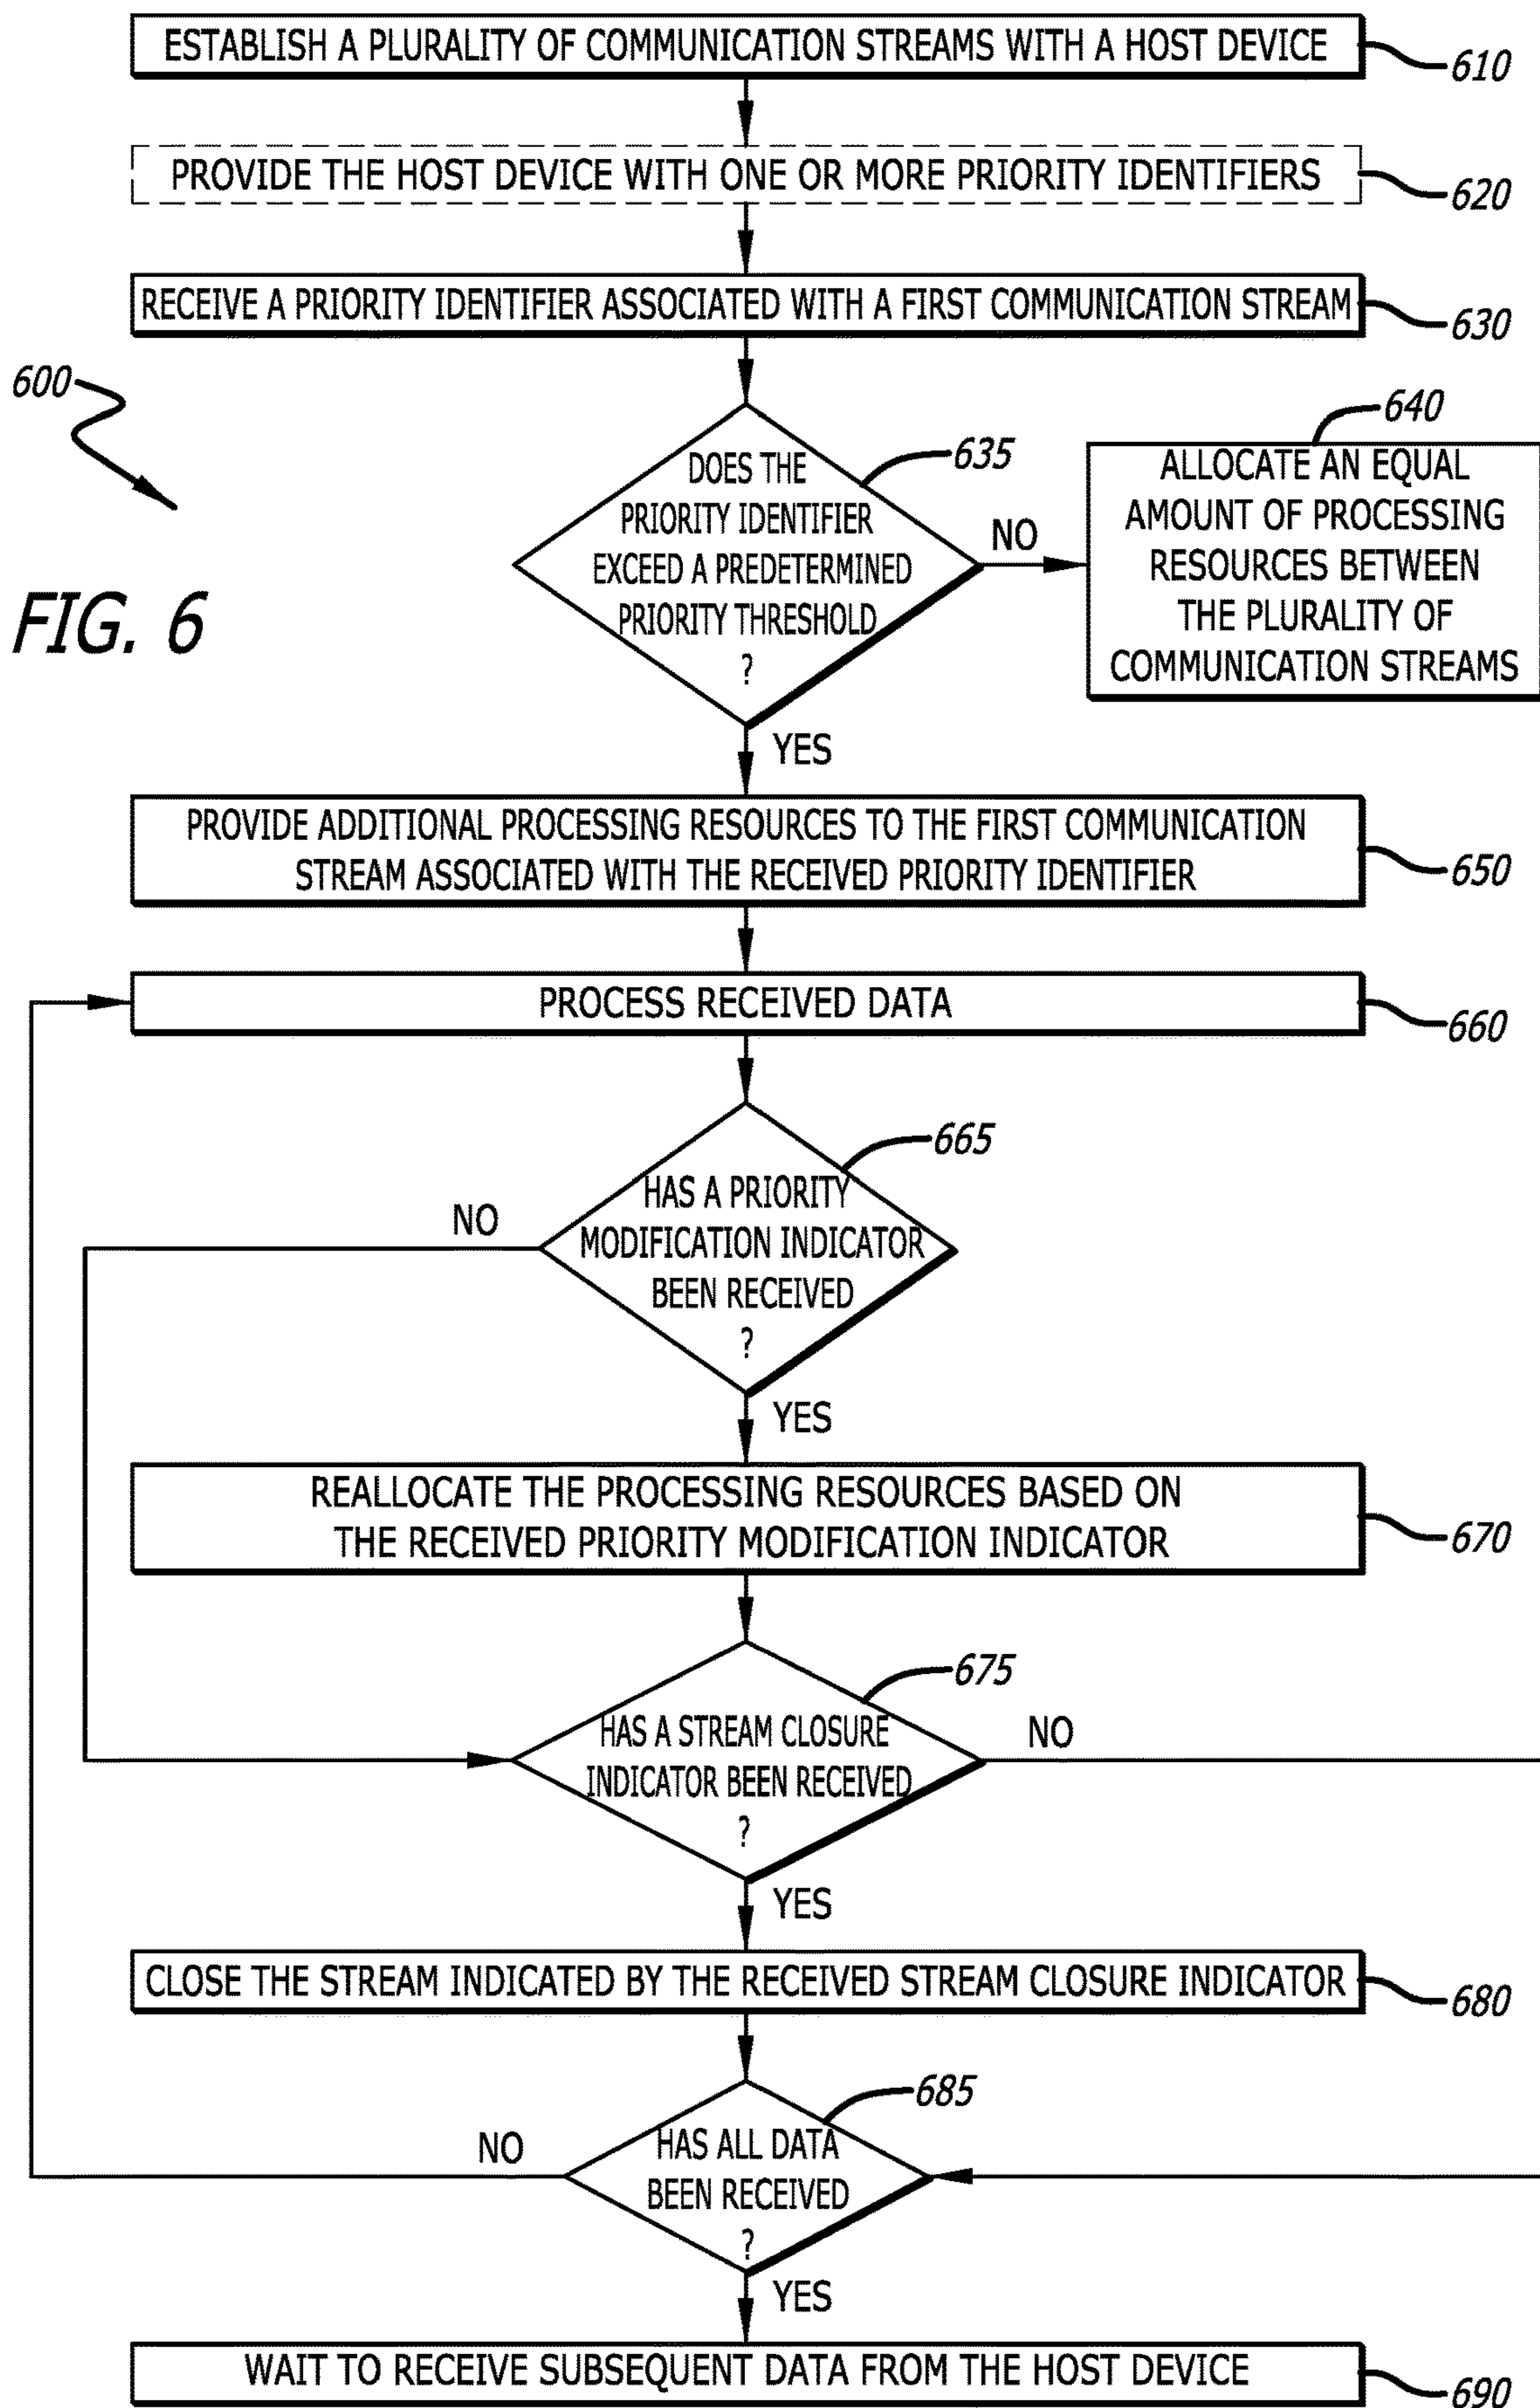 ESTABLISH A PLURALITY OF COMMUNICATION STREAMS WITH A HOST DEVICE
610
PROVIDE THE HOST DEVICE WITH ONE OR MORE PRIORITY IDENTIFIERS
620
RECEIVE A PRIORITY IDENTIFIER ASSOCIATED WITH A FIRST COMMUNICATION STREAM
630
600
FIG. 6
635
DOES THE
PRIORITY IDENTIFIER
EXCEED A PREDETERMINED
PRIORITY THRESHOLD
?
NO
640
ALLOCATE AN EQUAL
AMOUNT OF PROCESSING
RESOURCES BETWEEN
THE PLURALITY OF
COMMUNICATION STREAMS
YES
PROVIDE ADDITIONAL PROCESSING RESOURCES TO THE FIRST COMMUNICATION
STREAM ASSOCIATED WITH THE RECEIVED PRIORITY IDENTIFIER
650
PROCESS RECEIVED DATA
660
665
HAS A PRIORITY
MODIFICATION INDICATOR
BEEN RECEIVED
?
NO
YES
REALLOCATE THE PROCESSING RESOURCES BASED ON
THE RECEIVED PRIORITY MODIFICATION INDICATOR
670
675
HAS A STREAM CLOSURE
INDICATOR BEEN RECEIVED
?
NO
YES
CLOSE THE STREAM INDICATED BY THE RECEIVED STREAM CLOSURE INDICATOR
680
685
HAS ALL DATA
BEEN RECEIVED
?
NO
YES
WAIT TO RECEIVE SUBSEQUENT DATA FROM THE HOST DEVICE
690